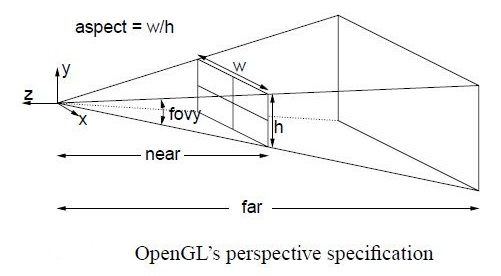 aspect = w/h
w
y
z
x
fovy
h
near
far
OpenGL's perspective specification